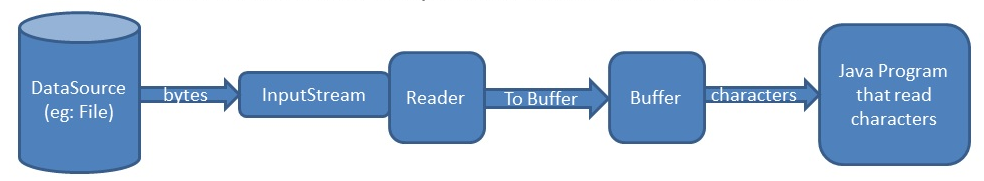 DataSource
(eg: File)
bytes
InputStream
Reader
To Buffer
Buffer
characters
Java Program
that read
characters